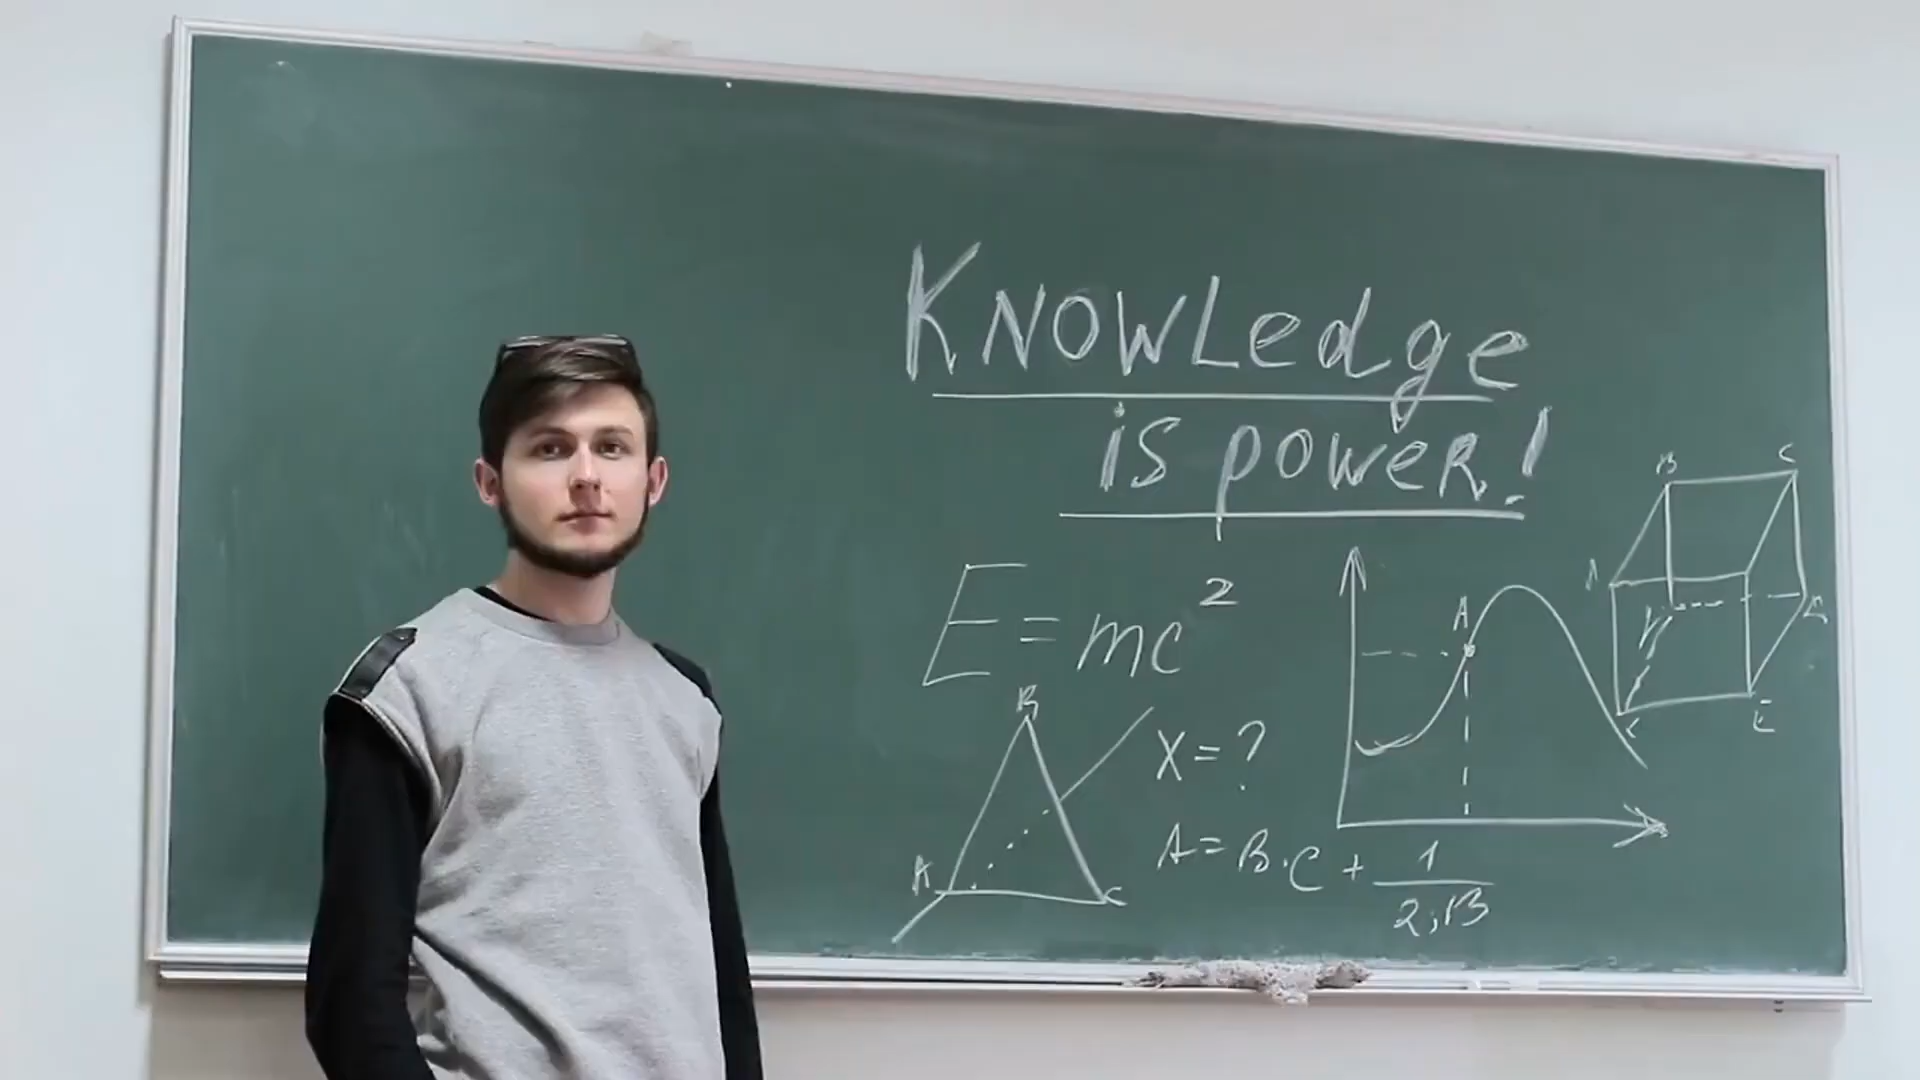 KNOWLedge
is poweR!
E = mc²
B
X = ?
A = B · C + 1/2,13
A
C
A
B
C
A
E